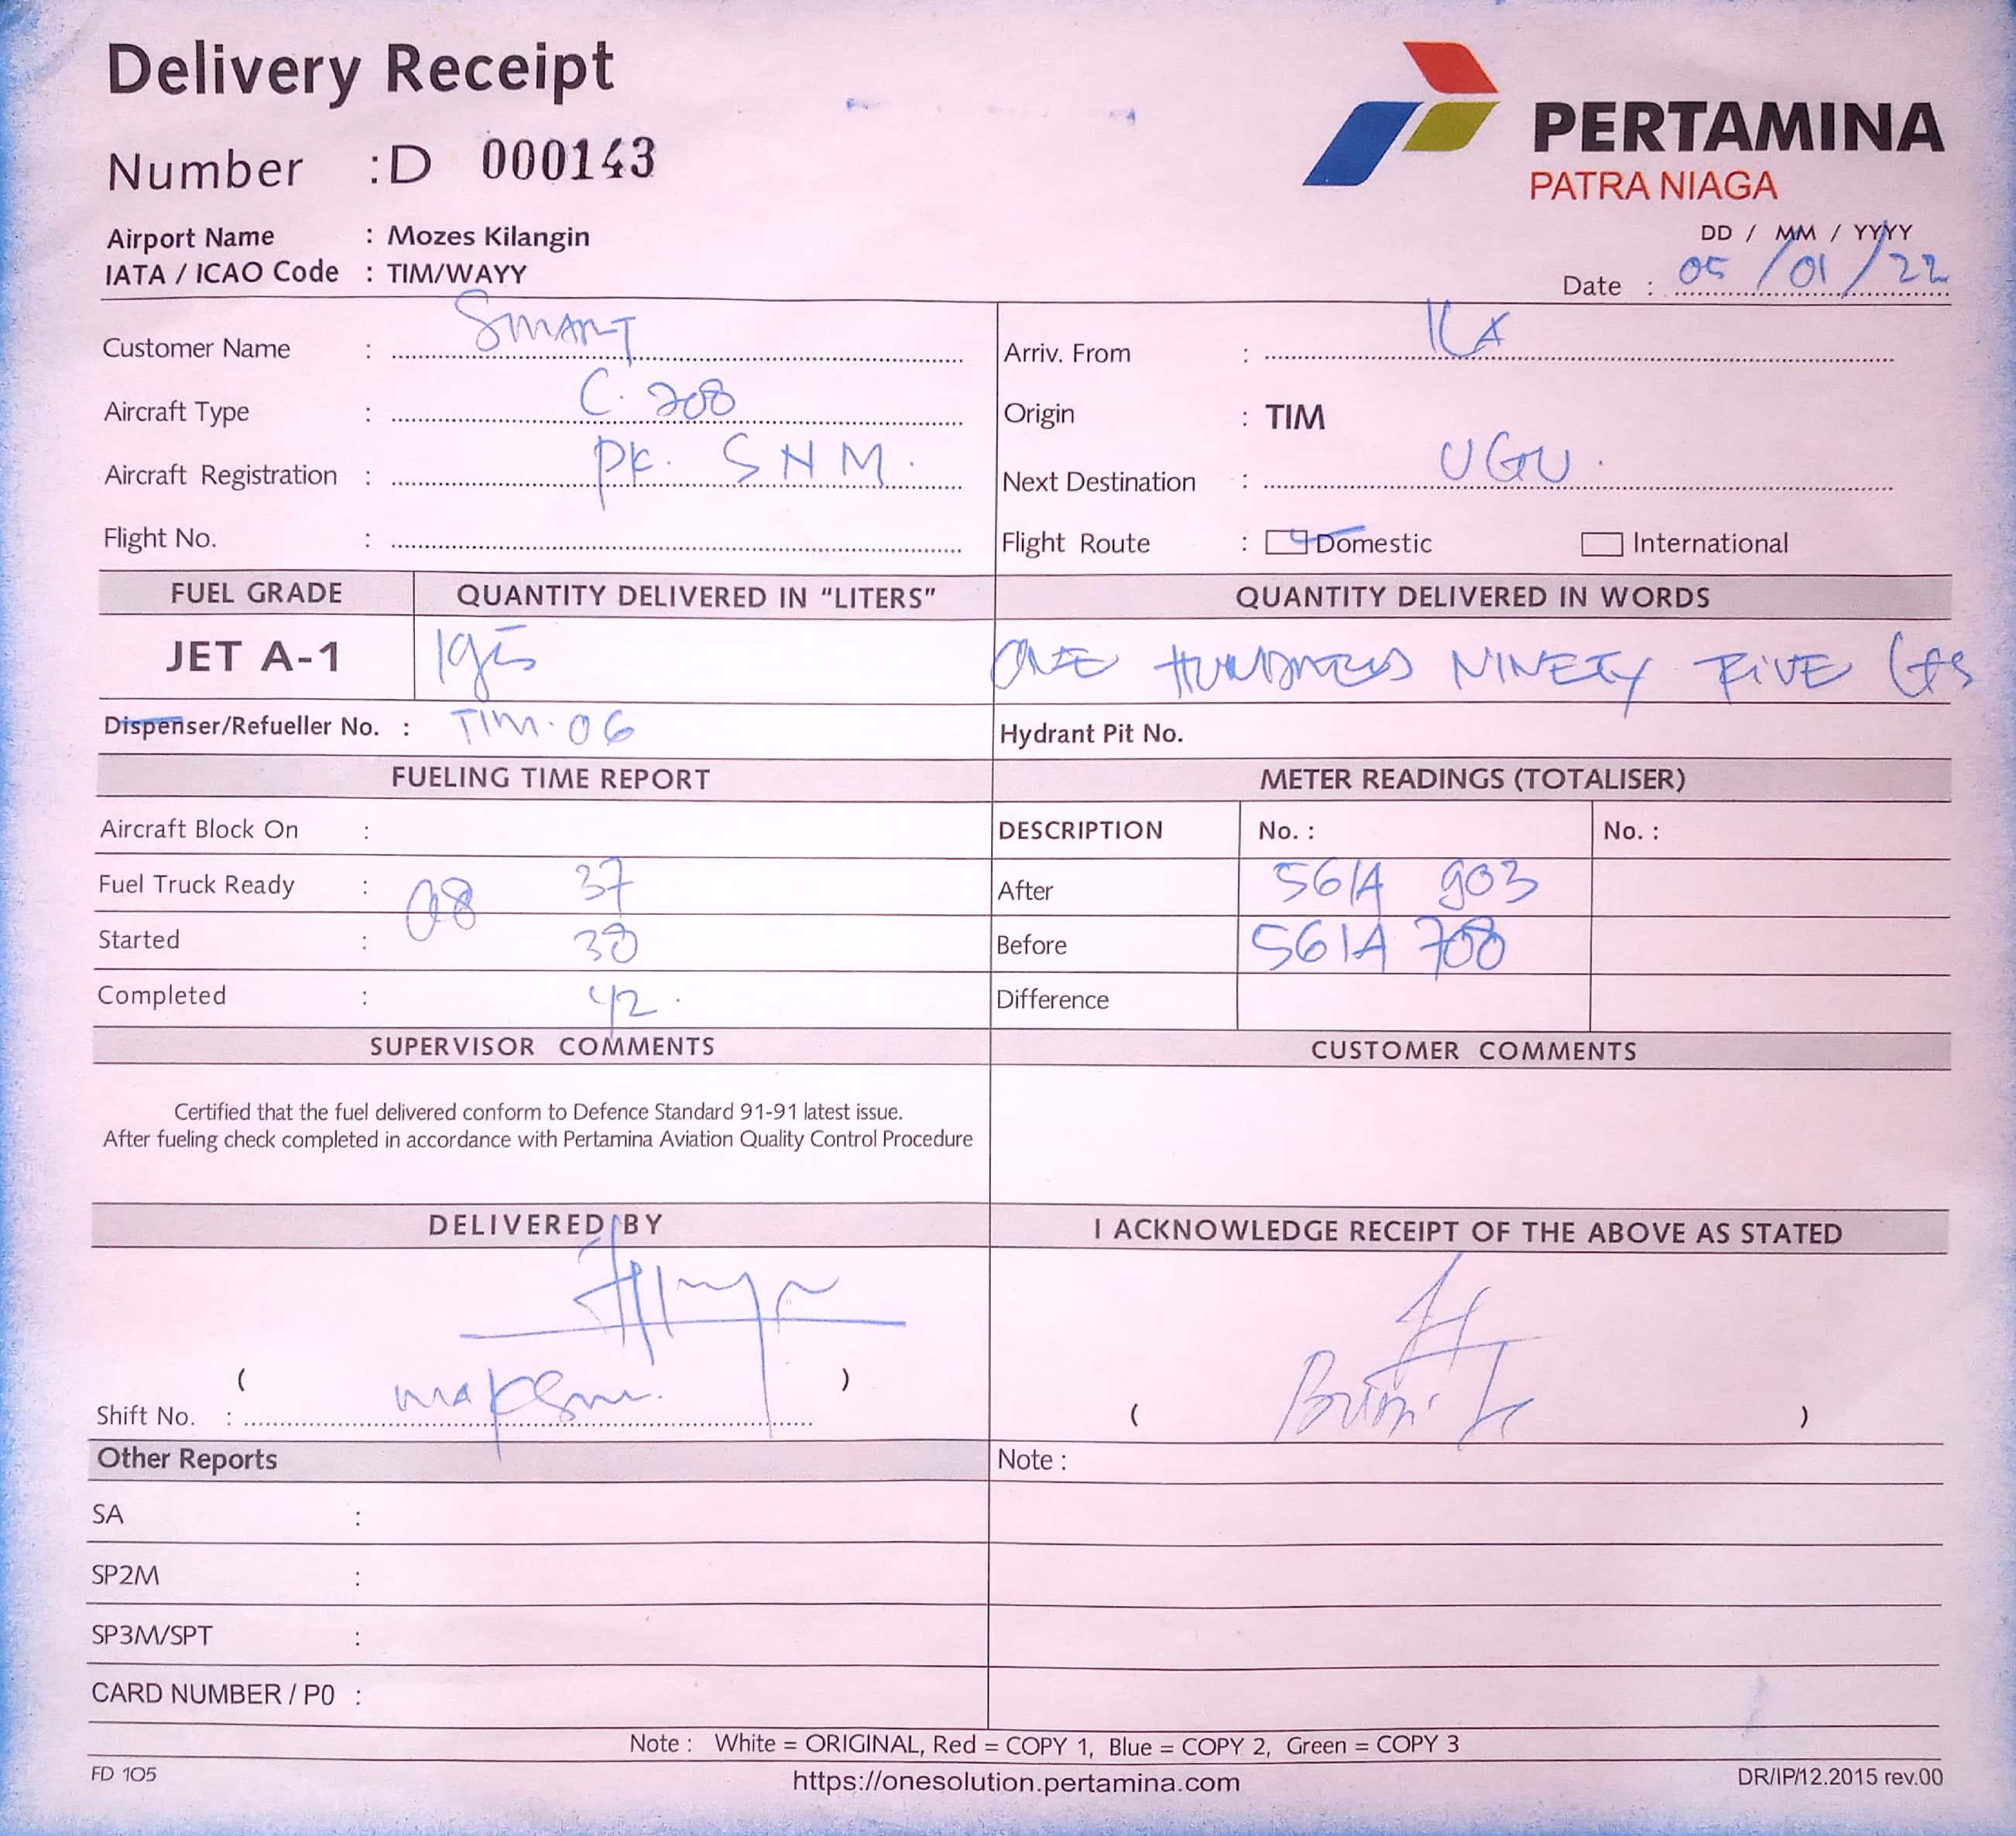 Delivery Receipt
Number : D 000143
PERTAMINA
PATRA NIAGA
Airport Name : Mozes Kilangin
IATA / ICAO Code : TIM/WAYY
DD / MM / YYYY
Date : 05/01/22
Customer Name : SMART
Arriv. From :
Aircraft Type : C. 208
Origin : TIM
Aircraft Registration : PK. SNM.
Next Destination : UGU.
Flight No. :
Flight Route : Domestic International
FUEL GRADE QUANTITY DELIVERED IN "LITERS" QUANTITY DELIVERED IN WORDS
JET A-1 195 ONE HUNDRED NINETY FIVE LTS
Dispenser/Refueller No. : TIM.06 Hydrant Pit No.
FUELING TIME REPORT METER READINGS (TOTALISER)
Aircraft Block On : DESCRIPTION No. : No. :
Fuel Truck Ready : 08 37 After 5614 903
Started : 38 Before 5614 708
Completed : 42. Difference
SUPERVISOR COMMENTS CUSTOMER COMMENTS
Certified that the fuel delivered conform to Defence Standard 91-91 latest issue.
After fueling check completed in accordance with Pertamina Aviation Quality Control Procedure
DELIVERED BY I ACKNOWLEDGE RECEIPT OF THE ABOVE AS STATED
( )
Shift No. : ( )
Other Reports Note :
SA :
SP2M :
SP3M/SPT :
CARD NUMBER / P0 :
Note : White = ORIGINAL, Red = COPY 1, Blue = COPY 2, Green = COPY 3
FD 105 https://onesolution.pertamina.com DR/IP/12.2015 rev.00